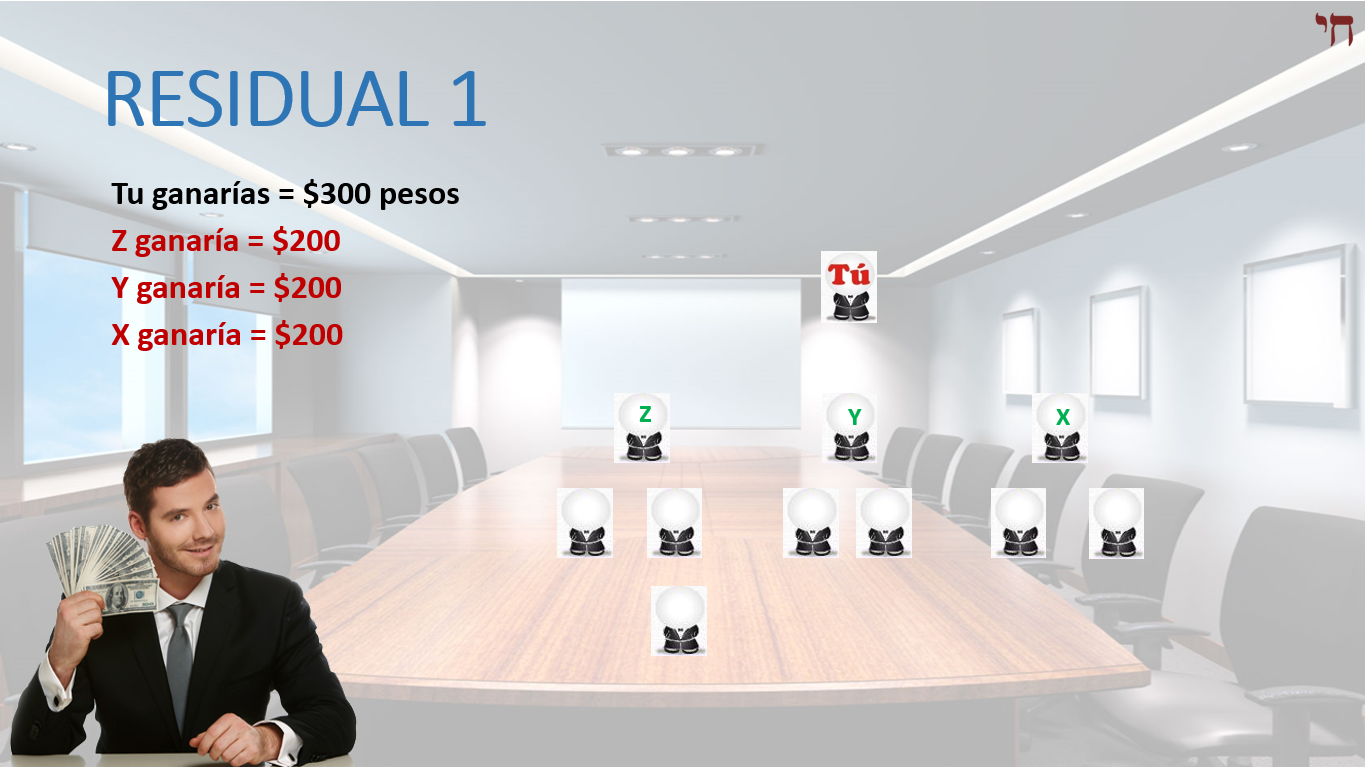 חי
RESIDUAL 1
Tu ganarías = $300 pesos
Z ganaría = $200
Y ganaría = $200
X ganaría = $200
Tú
Z
Y
X